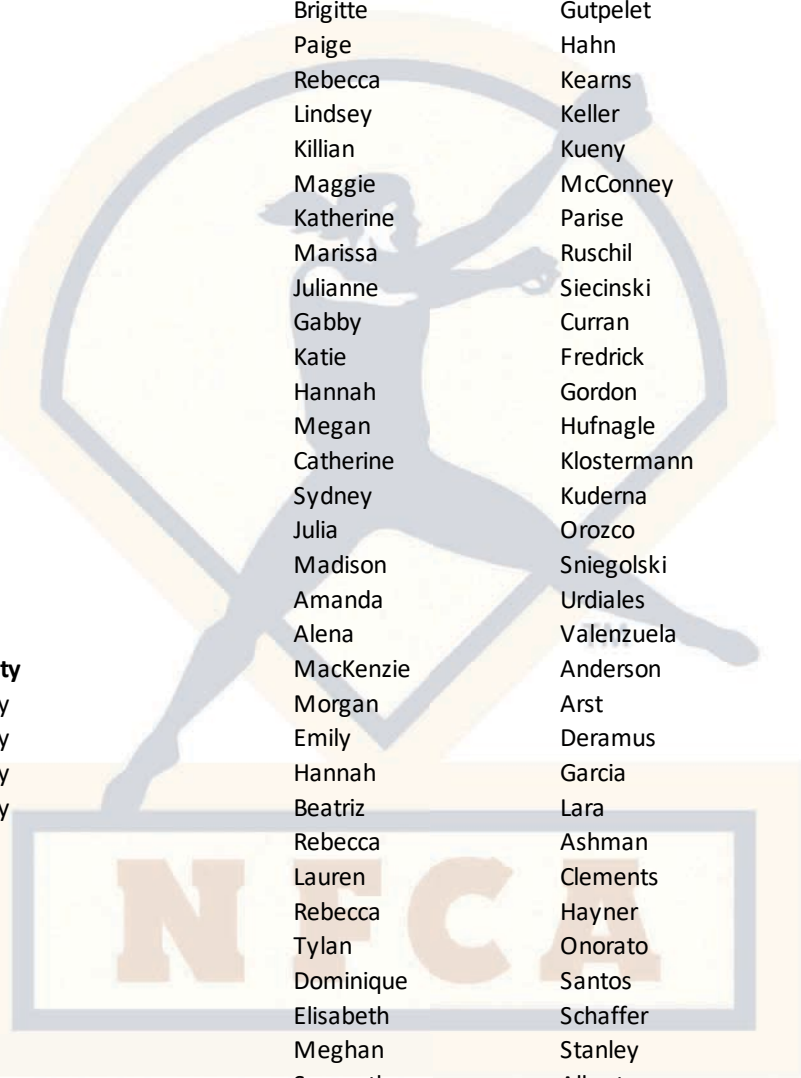 Brigitte Gutpelet
Paige Hahn
Rebecca Kearns
Lindsey Keller
Killian Kueny
Maggie McConney
Katherine Parise
Marissa Ruschil
Julianne Siecinski
Gabby Curran
Katie Fredrick
Hannah Gordon
Megan Hufnagle
Catherine Klostermann
Sydney Kuderna
Julia Orozco
Madison Sniegolski
Amanda Urdiales
Alena Valenzuela
ty MacKenzie Anderson
y Morgan Arst
y Emily Deramus
y Hannah Garcia
y Beatriz Lara
Rebecca Ashman
Lauren Clements
Rebecca Hayner
Tylan Onorato
Dominique Santos
Elisabeth Schaffer
Meghan Stanley
TM
NFCA